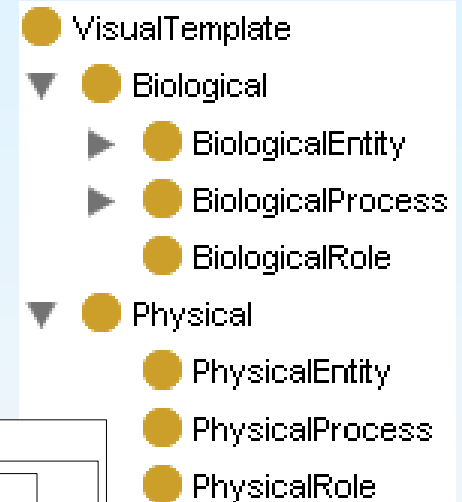 VisualTemplate
Biological
BiologicalEntity
BiologicalProcess
BiologicalRole
Physical
PhysicalEntity
PhysicalProcess
PhysicalRole